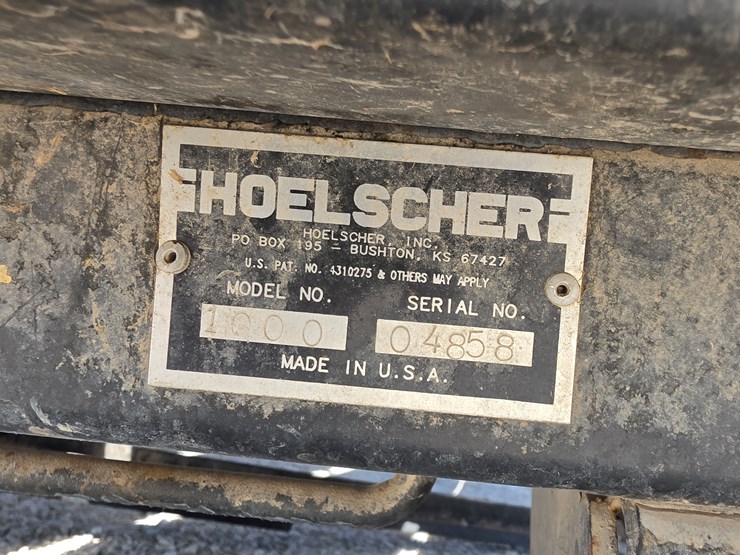 HOELSCHER
HOELSCHER, INC.
PO BOX 195 - BUSHTON, KS 67427
U.S. PAT. NO. 4310275 & OTHERS MAY APPLY
MODEL NO. SERIAL NO.
1000 04858
MADE IN U.S.A.